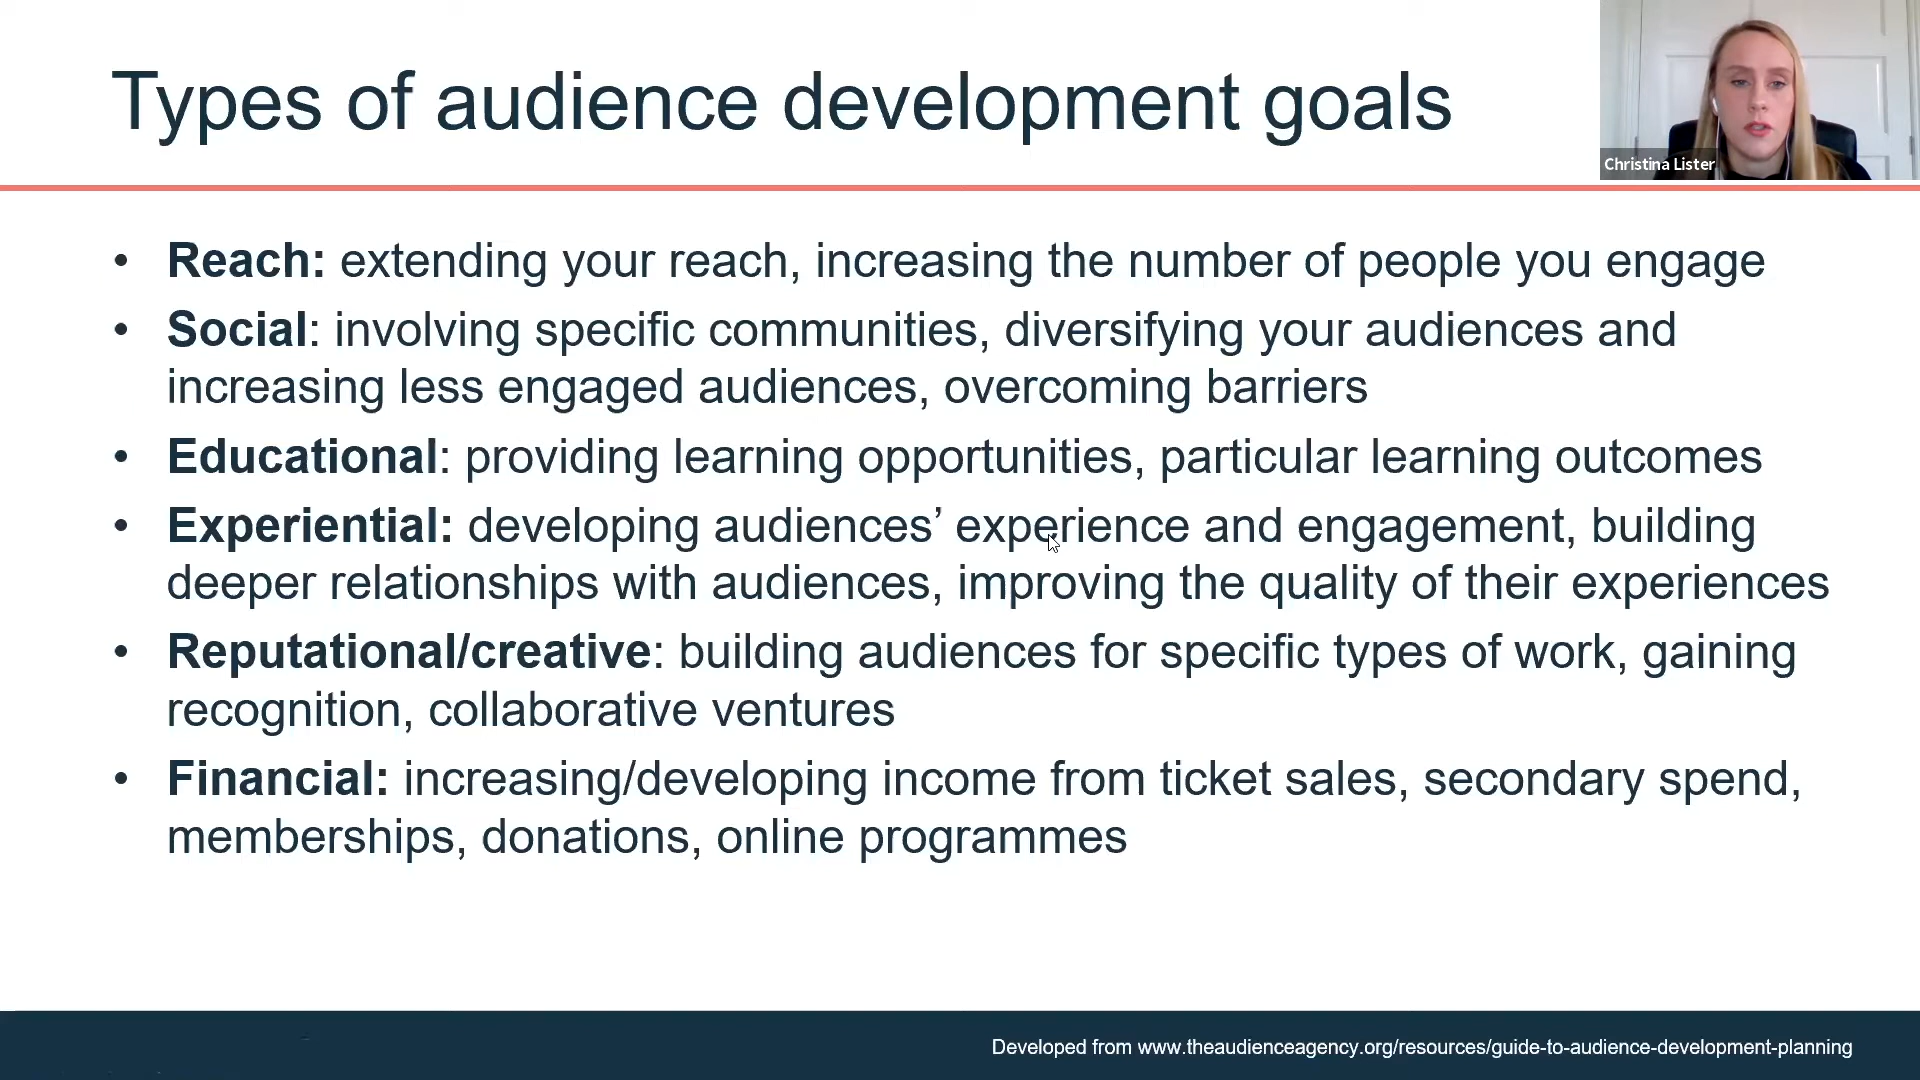 Types of audience development goals
Christina Lister
• Reach: extending your reach, increasing the number of people you engage
• Social: involving specific communities, diversifying your audiences and
increasing less engaged audiences, overcoming barriers
• Educational: providing learning opportunities, particular learning outcomes
• Experiential: developing audiences’ experience and engagement, building
deeper relationships with audiences, improving the quality of their experiences
• Reputational/creative: building audiences for specific types of work, gaining
recognition, collaborative ventures
• Financial: increasing/developing income from ticket sales, secondary spend,
memberships, donations, online programmes
Developed from www.theaudienceagency.org/resources/guide-to-audience-development-planning